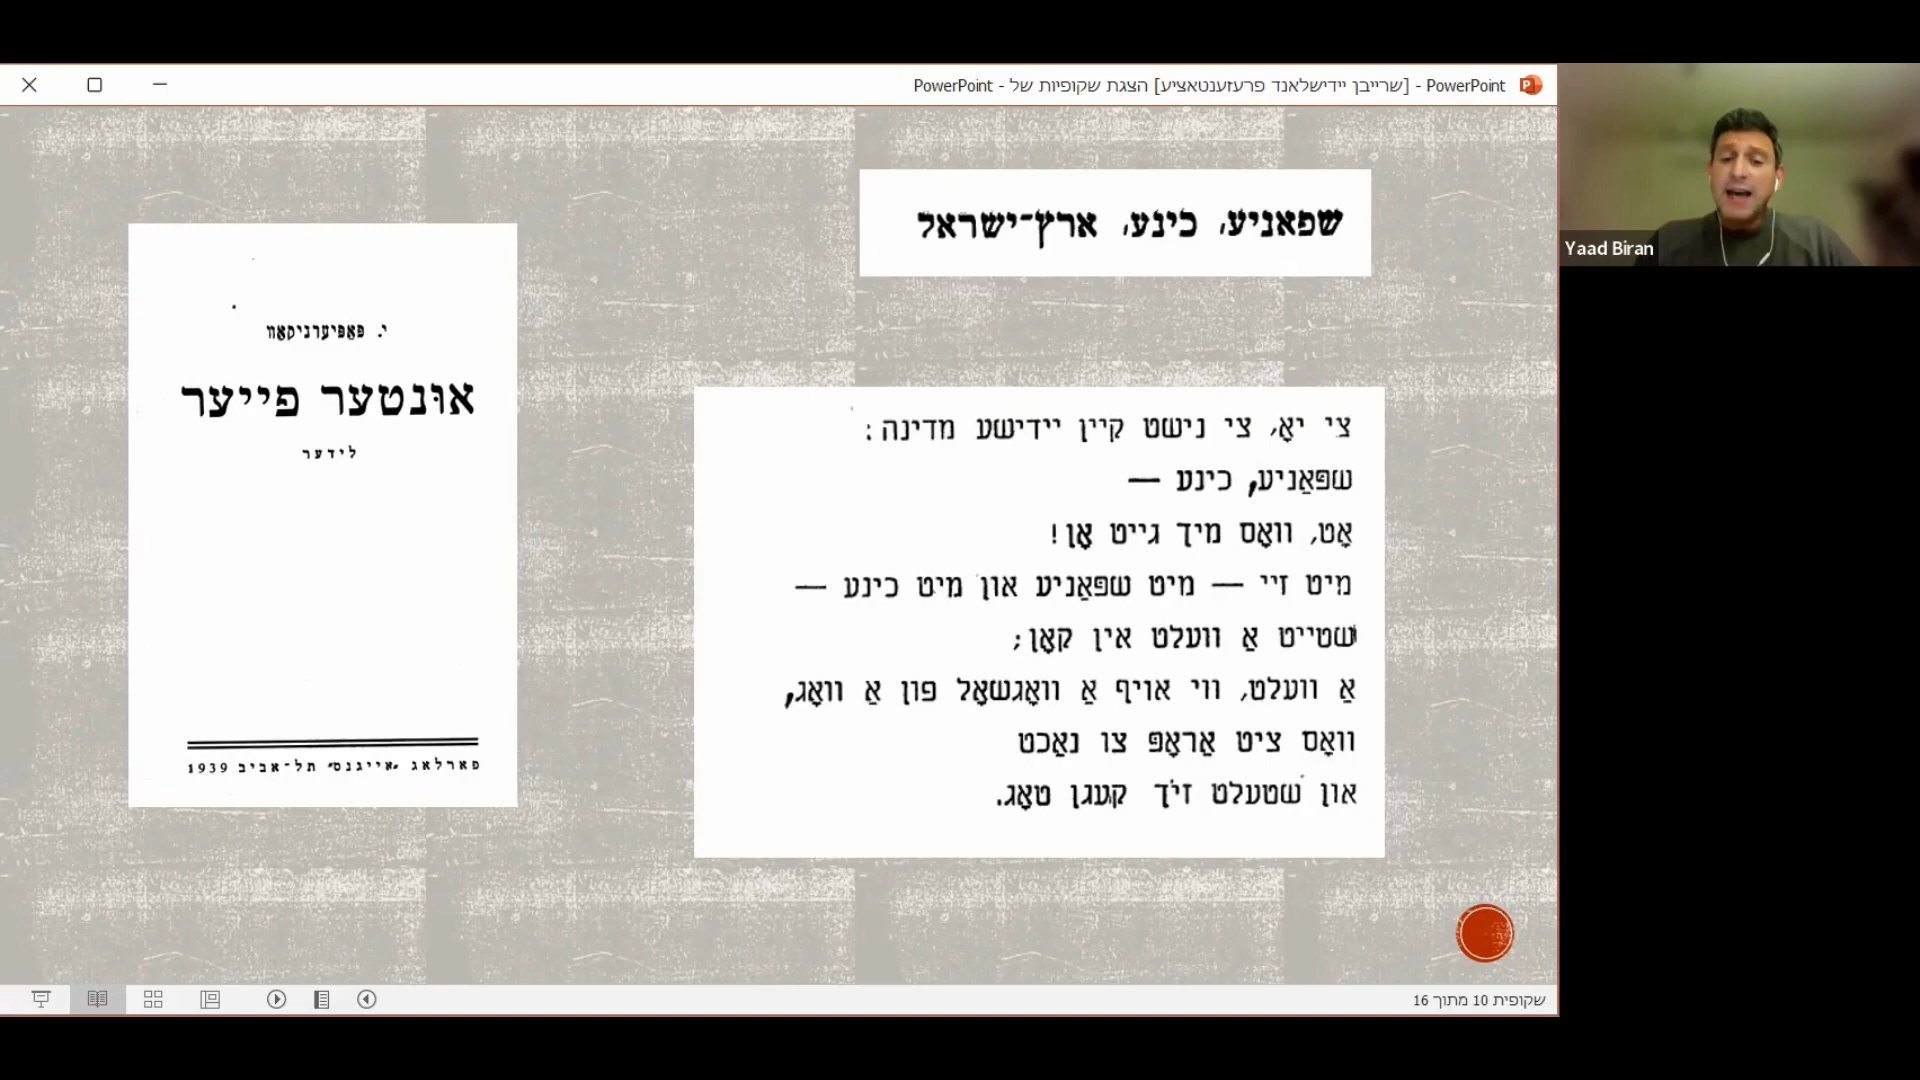 PowerPoint - [שרייבן יידישלאנד פרעזענטאציע] הצגת שקופיות של - PowerPoint
שפאניע, כינע, ארץ־ישראל
י. פּאַפּיערניקאָוו
אונטער פייער
לידער
פארלאג „אייגנס״ תל־אביב 1939
צי יאָ, צי נישט קיין יידישע מדינה:
שפּאַניע, כינע —
אָט, וואָס מיך גייט אָן!
מיט זיי — מיט שפּאַניע און מיט כינע —
שטייט אַ וועלט אין קאָן;
אַ וועלט, ווי אויף אַ וואָגשאָל פון אַ וואָג,
וואָס ציט אַראָפּ צו נאַכט
און שטעלט זיך קעגן טאָג.
Yaad Biran
שקופית 10 מתוך 16